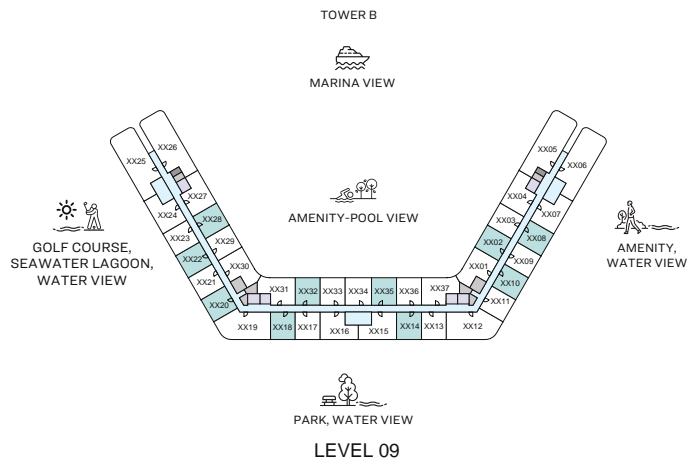 TOWER B
MARINA VIEW
XX26
XX25
XX05
XX06
XX27
XX04
XX24
XX28
XX07
XX03
XX23
XX29
XX02
XX08
XX22
XX30
XX01
XX09
XX21
XX31
XX32
XX33
XX34
XX35
XX36
XX37
XX10
XX20
XX11
XX19
XX18
XX17
XX16
XX15
XX14
XX13
XX12
AMENITY-POOL VIEW
GOLF COURSE,
SEAWATER LAGOON,
WATER VIEW
AMENITY,
WATER VIEW
PARK, WATER VIEW
LEVEL 09